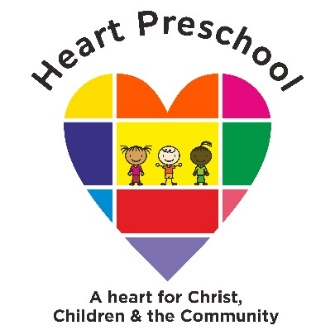 Heart Preschool
A heart for Christ,
Children & the Community